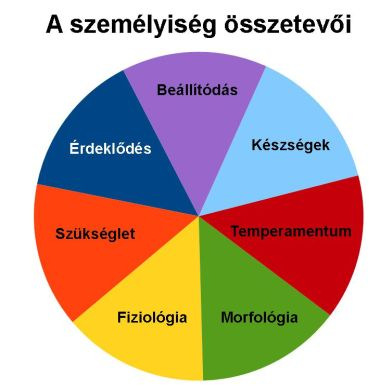 A személyiség összetevői
Beállítódás
Készségek
Érdeklődés
Temperamentum
Szükséglet
Fiziológia
Morfológia